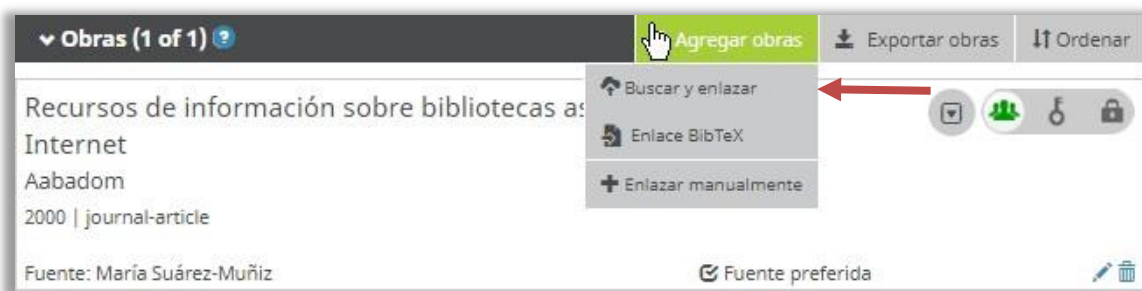 Obras (1 of 1) ?
Agregar obras
Exportar obras
Ordenar
Buscar y enlazar
Enlace BibTeX
Enlazar manualmente
Recursos de información sobre bibliotecas as
Internet
Aabadom
2000 | journal-article
Fuente: María Suárez-Muñiz
Fuente preferida